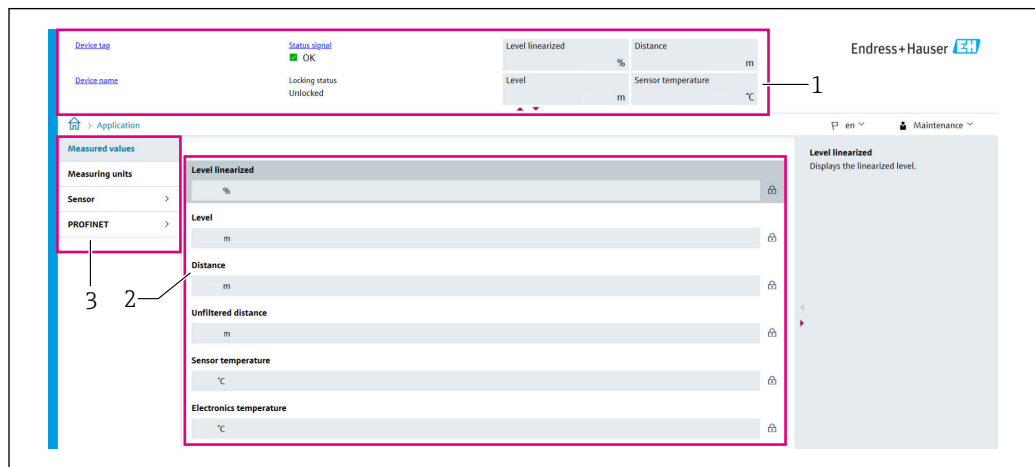 Device tag
Status signal
OK
Level linearized
%
Distance
m
Endress+Hauser EH
Device name
Locking status
Unlocked
Level
m
Sensor temperature
°C
1
> Application
en
Maintenance
Measured values
Measuring units
Sensor >
PROFINET >
3
2
Level linearized
%
Level
m
Distance
m
Unfiltered distance
m
Sensor temperature
°C
Electronics temperature
°C
Level linearized
Displays the linearized level.